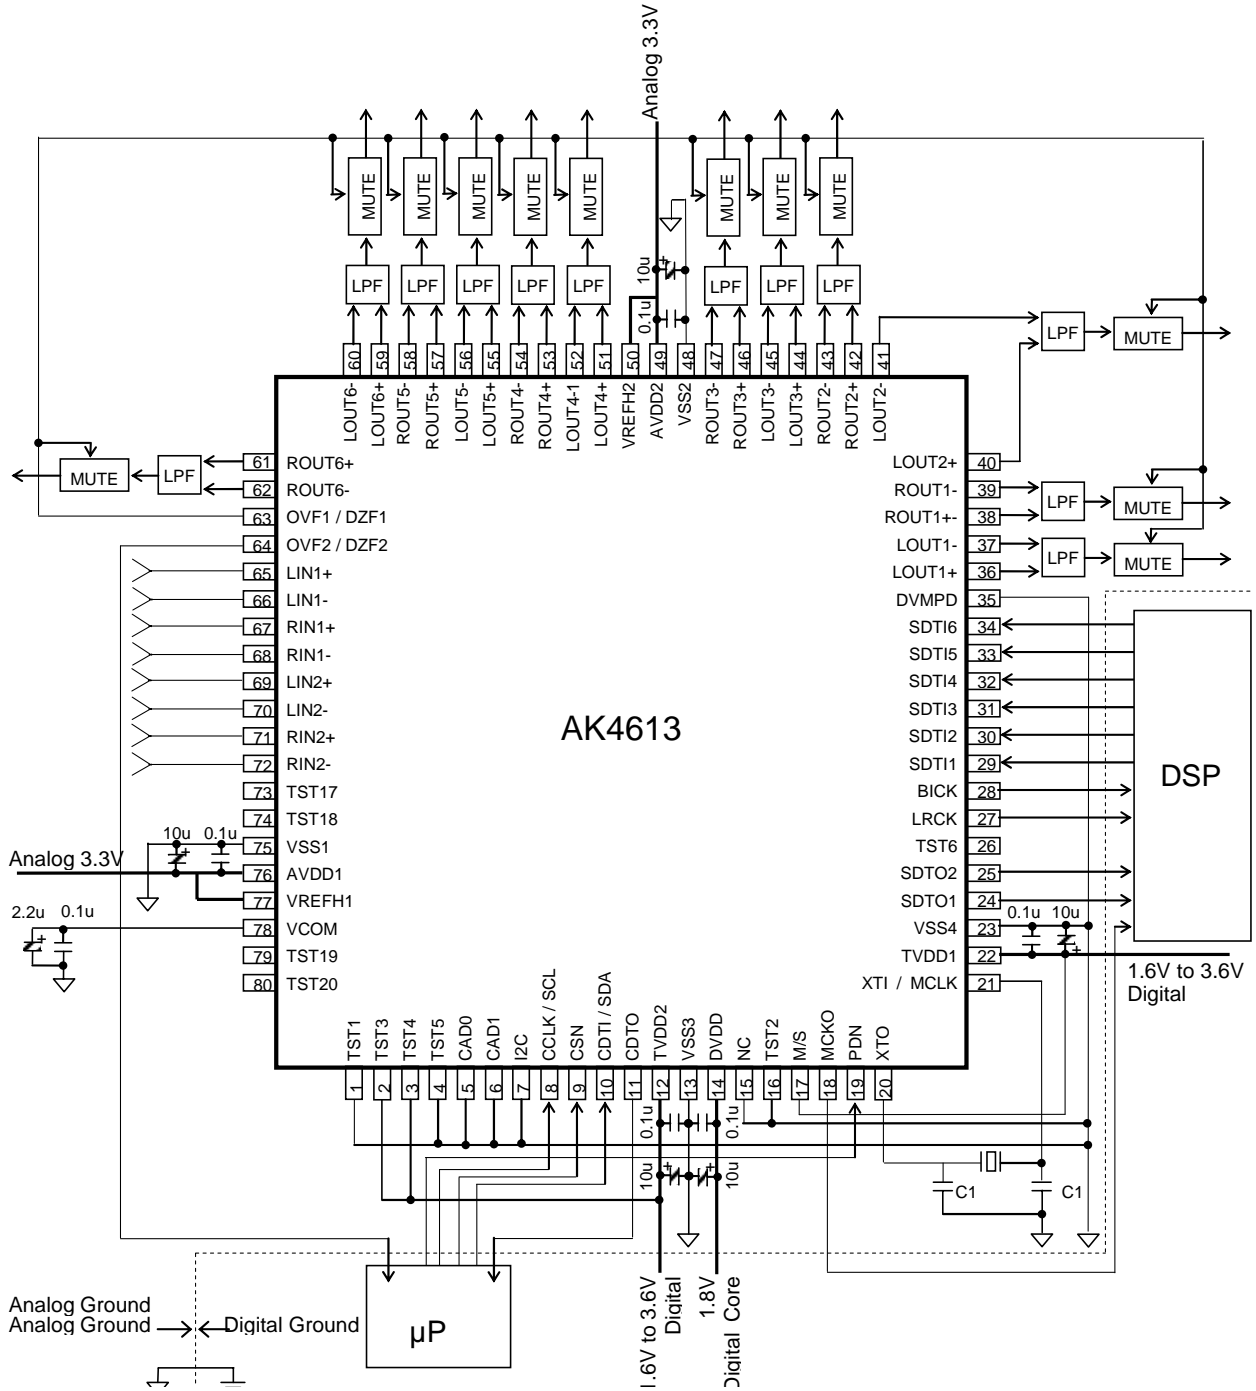 Analog 3.3V
MUTE
MUTE
MUTE
MUTE
MUTE
MUTE
MUTE
MUTE
10u
0.1u
LPF
LPF
LPF
LPF
LPF
LPF
LPF
LPF
LPF
MUTE
60
59
58
57
56
55
54
53
52
51
50
49
48
47
46
45
44
43
42
41
LOUT6-
LOUT6+
ROUT5-
ROUT5+
LOUT5-
LOUT5+
ROUT4-
ROUT4+
LOUT4-1
LOUT4+
VREFH2
AVDD2
VSS2
ROUT3-
ROUT3+
LOUT3-
LOUT3+
ROUT2-
ROUT2+
LOUT2-
MUTE
LPF
61 ROUT6+
62 ROUT6-
63 OVF1 / DZF1
64 OVF2 / DZF2
65 LIN1+
66 LIN1-
67 RIN1+
68 RIN1-
69 LIN2+
70 LIN2-
71 RIN2+
72 RIN2-
73 TST17
74 TST18
75 VSS1
76 AVDD1
77 VREFH1
78 VCOM
79 TST19
80 TST20
10u 0.1u
Analog 3.3V
2.2u 0.1u
AK4613
LOUT2+ 40
ROUT1- 39
ROUT1+- 38
LOUT1- 37
LOUT1+ 36
DVMPD 35
SDTI6 34
SDTI5 33
SDTI4 32
SDTI3 31
SDTI2 30
SDTI1 29
BICK 28
LRCK 27
TST6 26
SDTO2 25
SDTO1 24
VSS4 23
TVDD1 22
XTI / MCLK 21
LPF
MUTE
LPF
MUTE
DSP
0.1u 10u
1.6V to 3.6V
Digital
TST1
TST3
TST4
TST5
CAD0
CAD1
I2C
CCLK / SCL
CSN
CDTI / SDA
CDTO
TVDD2
VSS3
DVDD
NC
TST2
M/S
MCKO
PDN
XTO
1
2
3
4
5
6
7
8
9
10
11
12
13
14
15
16
17
18
19
20
0.1u
0.1u
10u
10u
C1
C1
1.6V to 3.6V
Digital
1.8V
Digital Core
µP
Analog Ground
Analog Ground
Digital Ground